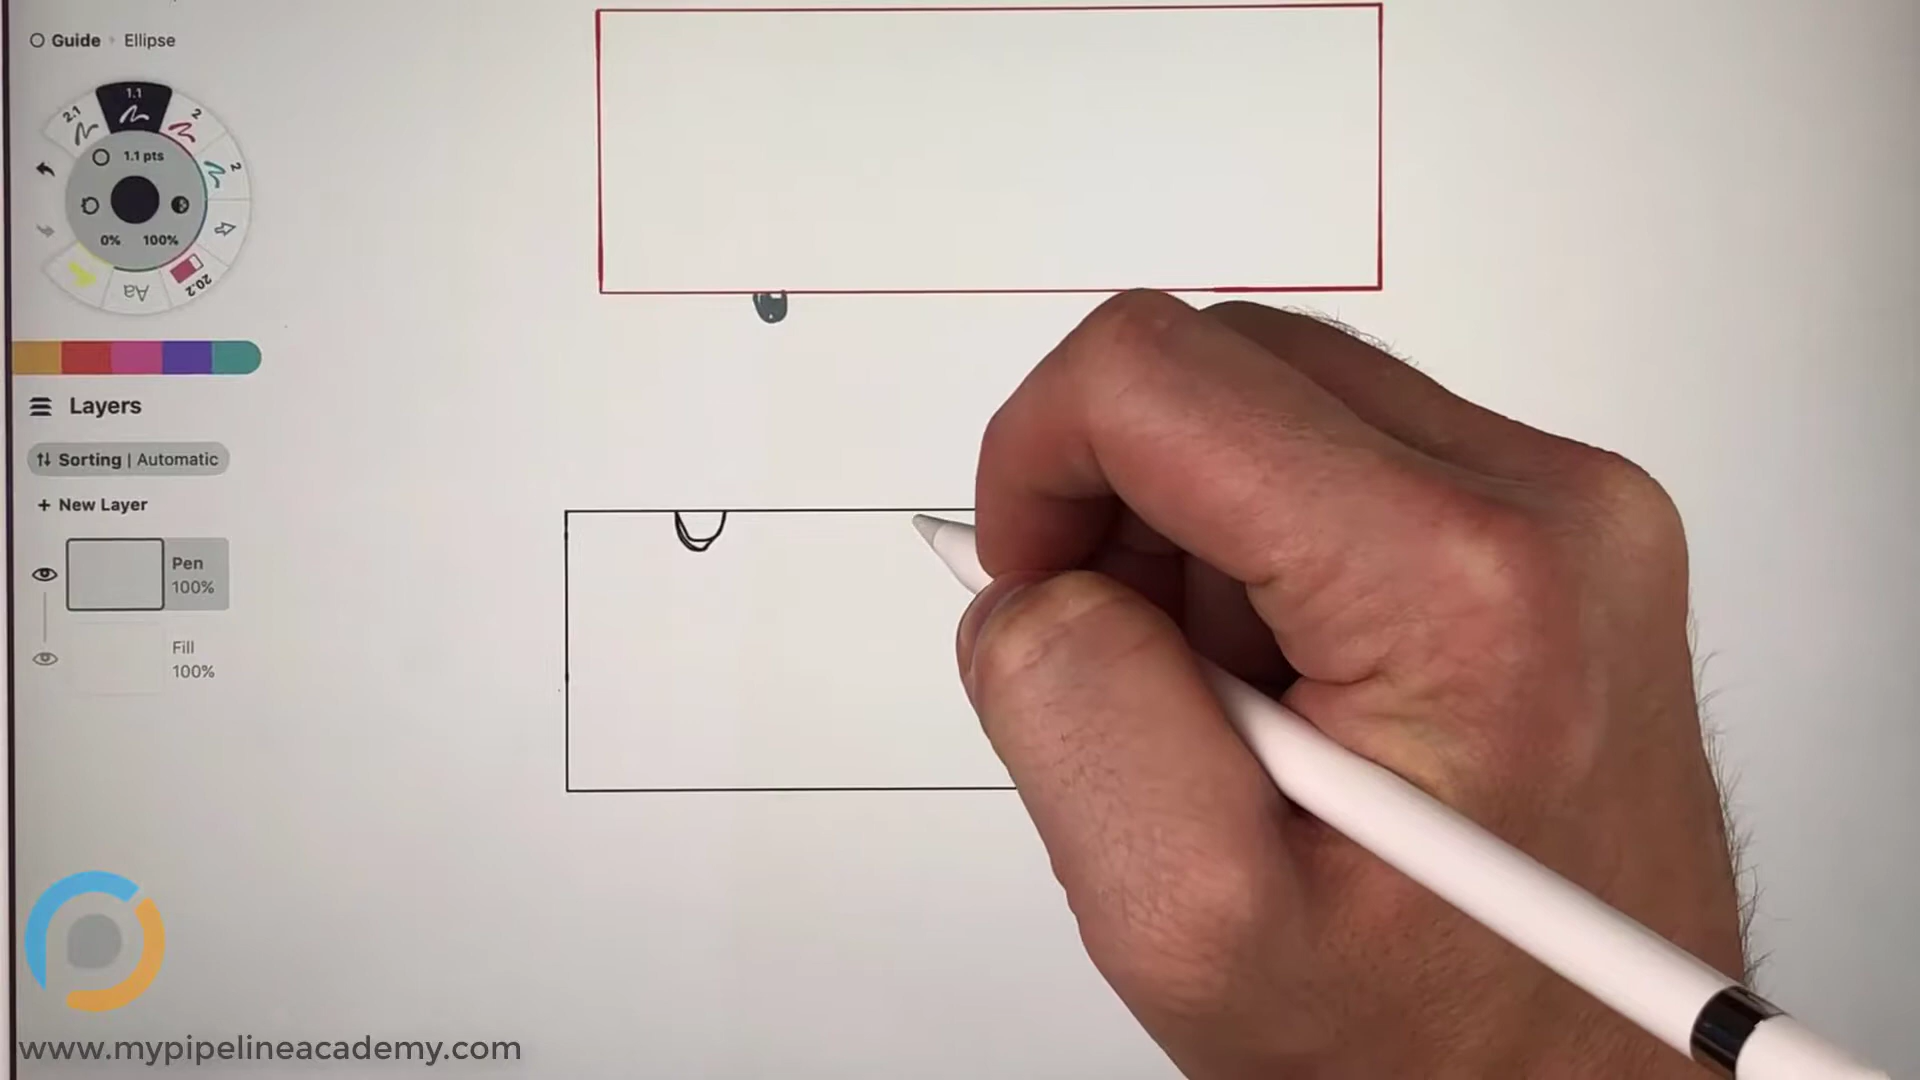 Guide Ellipse
2.1
1.1
2
2
1.1 pts
0% 100%
20.2
Aa
Layers
Sorting | Automatic
+ New Layer
Pen
100%
Fill
100%
www.mypipelineacademy.com